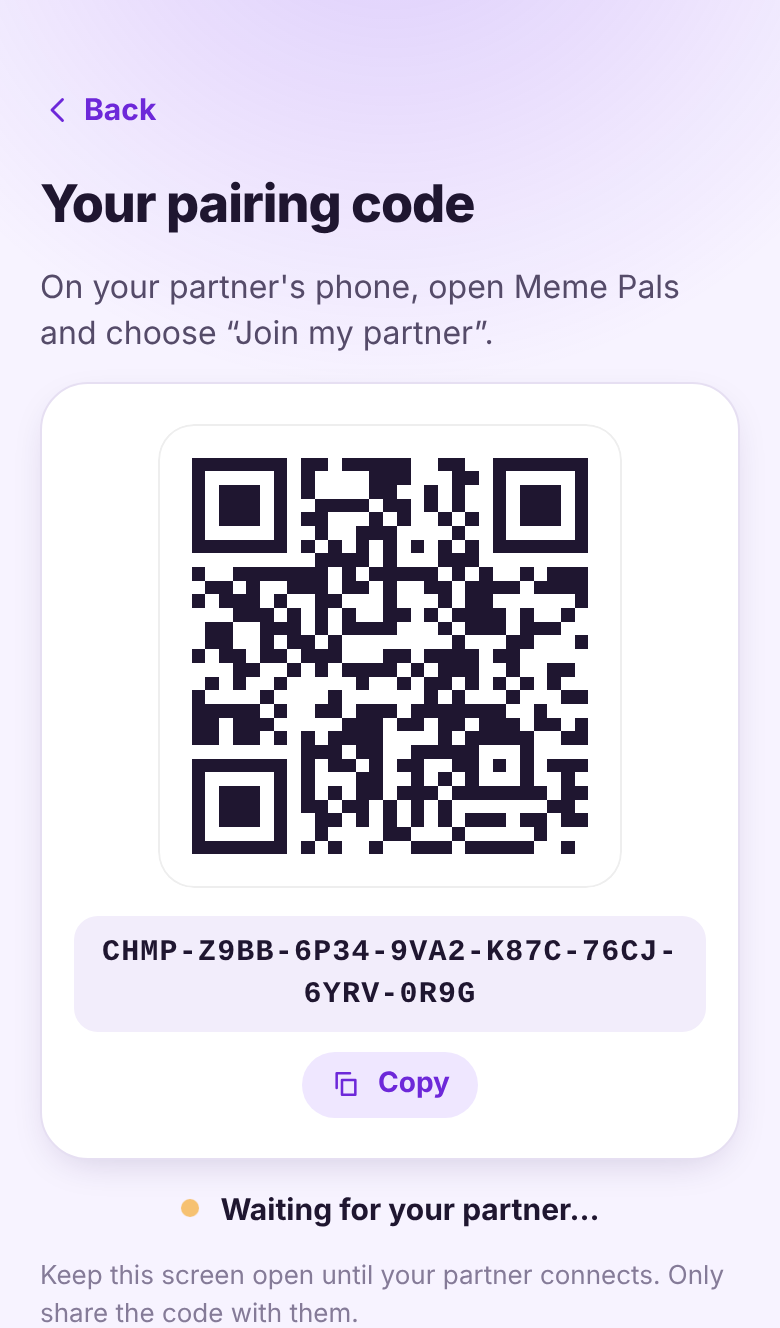 Back
Your pairing code
On your partner's phone, open Meme Pals
and choose “Join my partner”.
CHMP-Z9BB-6P34-9VA2-K87C-76CJ-
6YRV-0R9G
Copy
Waiting for your partner...
Keep this screen open until your partner connects. Only
share the code with them.